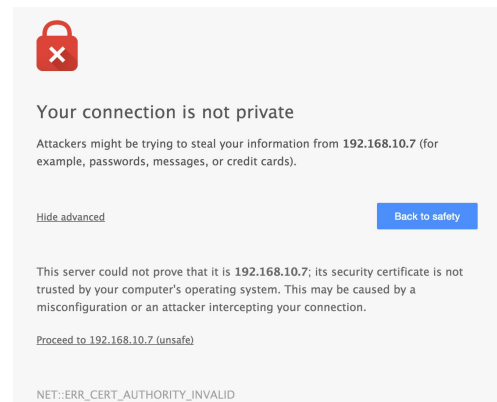 Your connection is not private
Attackers might be trying to steal your information from 192.168.10.7 (for
example, passwords, messages, or credit cards).
Hide advanced
Back to safety
This server could not prove that it is 192.168.10.7; its security certificate is not
trusted by your computer's operating system. This may be caused by a
misconfiguration or an attacker intercepting your connection.
Proceed to 192.168.10.7 (unsafe)
NET::ERR_CERT_AUTHORITY_INVALID